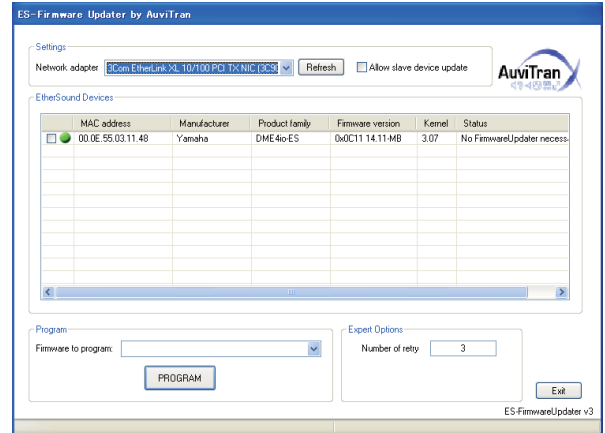 ES-Firmware Updater by AuviTran
Settings
Network adapter 3Com EtherLink XL 10/100 PCI TX NIC (3C90 Refresh Allow slave device update
AuviTran
EtherSound Devices
MAC address Manufacturer Product family Firmware version Kernel Status
00.0E.55.03.11.48 Yamaha DME4io-ES 0x0C11 14.11-MB 3.07 No FirmwareUpdater necess
Program
Firmware to program:
PROGRAM
Expert Options
Number of retry 3
Exit
ES-FirmwareUpdater v3